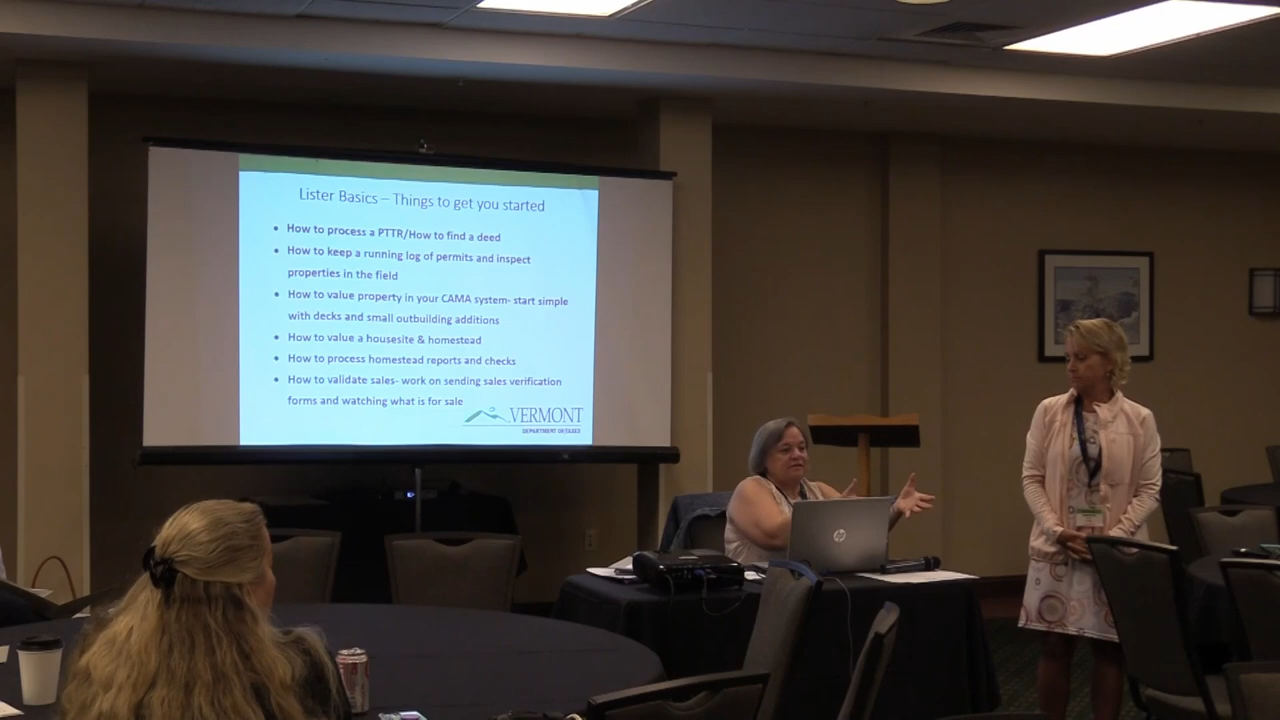 Lister Basics – Things to get you started
• How to process a PTTR/How to find a deed
• How to keep a running log of permits and inspect
properties in the field
• How to value property in your CAMA system- start simple
with decks and small outbuilding additions
• How to value a housesite & homestead
• How to process homestead reports and checks
• How to validate sales- work on sending sales verification
forms and watching what is for sale
VERMONT
DEPARTMENT OF TAXES
hp